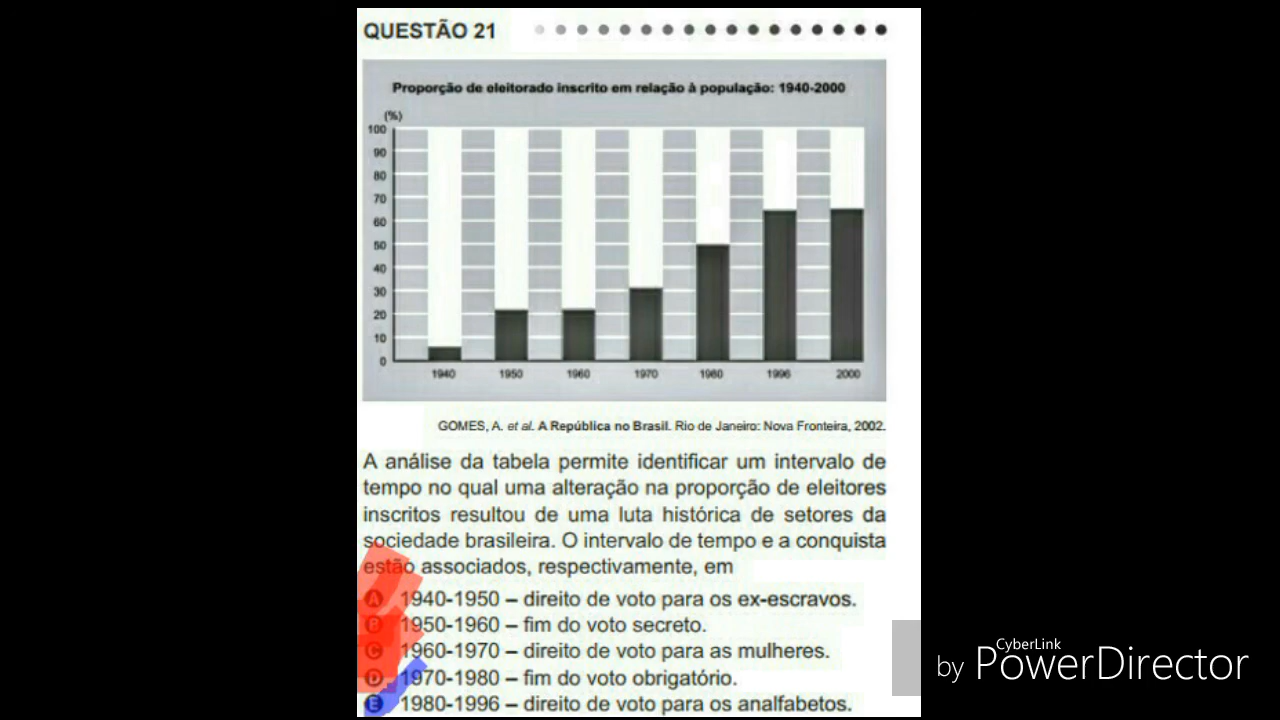 QUESTÃO 21
Proporção de eleitorado inscrito em relação à população: 1940-2000
(%)
100
90
80
70
60
50
40
30
20
10
0
1940 1950 1960 1970 1980 1996 2000
GOMES, A. et al. A República no Brasil. Rio de Janeiro: Nova Fronteira, 2002.
A análise da tabela permite identificar um intervalo de
tempo no qual uma alteração na proporção de eleitores
inscritos resultou de uma luta histórica de setores da
sociedade brasileira. O intervalo de tempo e a conquista
estão associados, respectivamente, em
A 1940-1950 – direito de voto para os ex-escravos.
B 1950-1960 – fim do voto secreto.
C 1960-1970 – direito de voto para as mulheres.
D 1970-1980 – fim do voto obrigatório.
E 1980-1996 – direito de voto para os analfabetos.
CyberLink
by PowerDirector